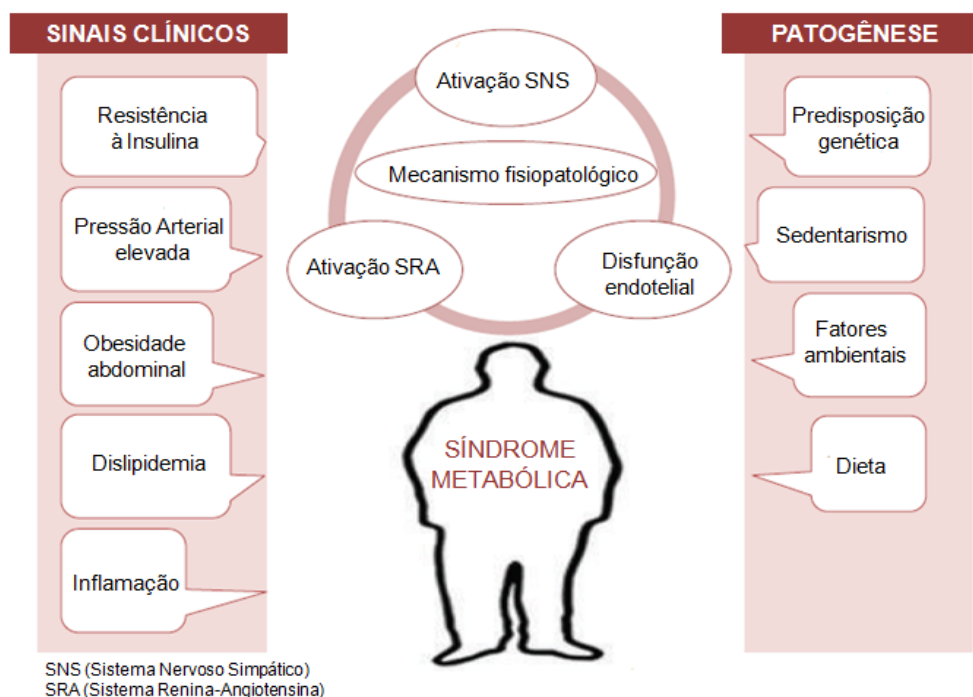 SINAIS CLÍNICOS
Resistência
à Insulina
Pressão Arterial
elevada
Obesidade
abdominal
Dislipidemia
Inflamação
Ativação SNS
Mecanismo fisiopatológico
Ativação SRA
Disfunção
endotelial
SÍNDROME
METABÓLICA
PATOGÊNESE
Predisposição
genética
Sedentarismo
Fatores
ambientais
Dieta
SNS (Sistema Nervoso Simpático)
SRA (Sistema Renina-Angiotensina)